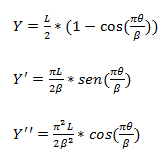 Y = L/2 * (1 − cos(πθ/β))
Y′ = πL/2β * sen(πθ/β)
Y′′ = π²L/2β² * cos(πθ/β)